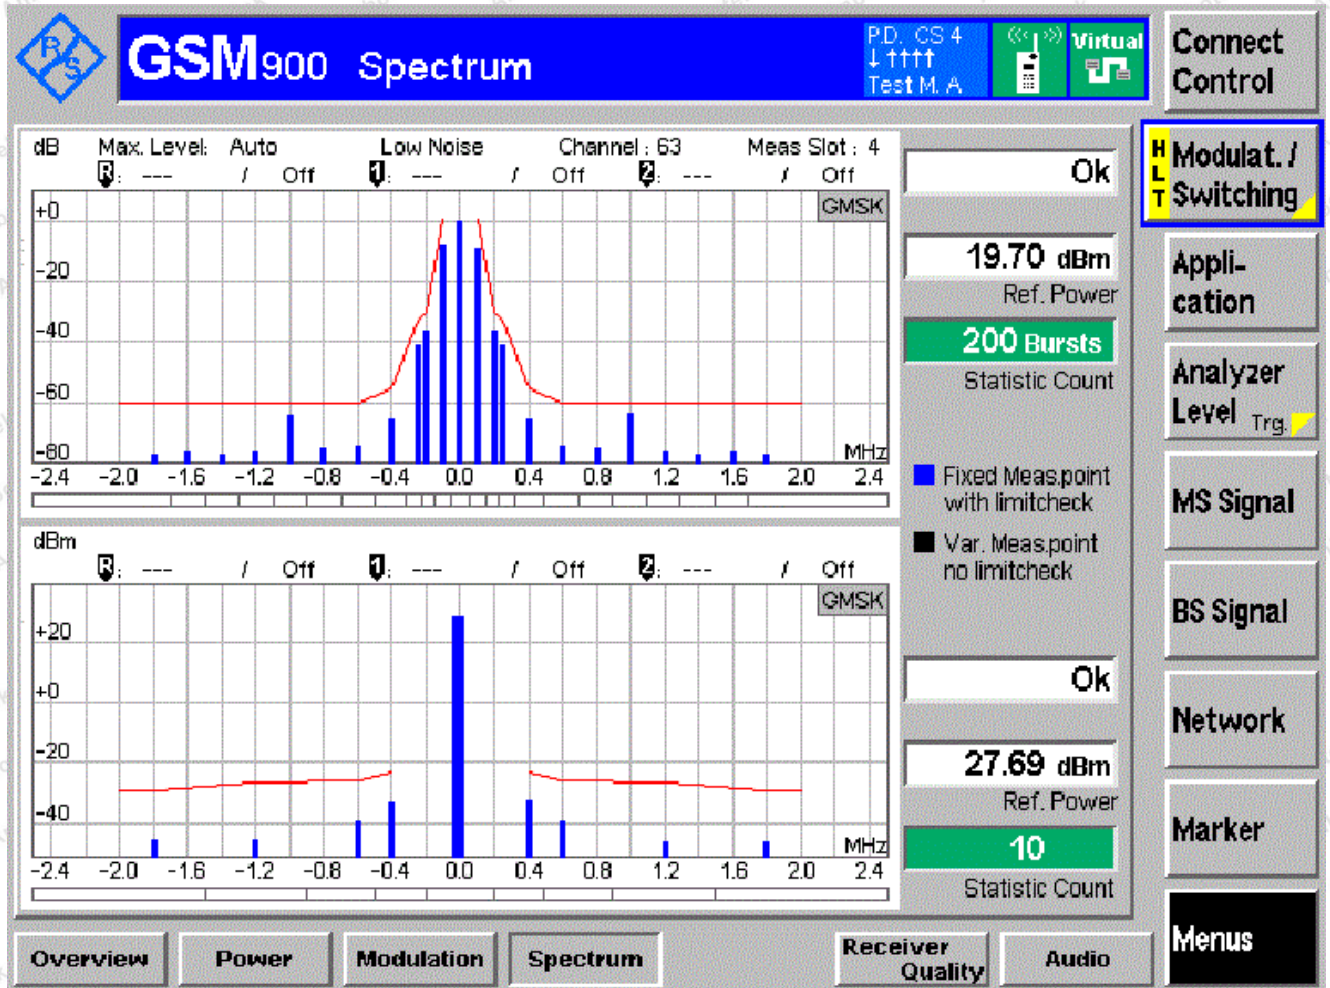 R/S
GSM900 Spectrum
P.D. CS 4
↓ ↑↑↑↑
Test M. A.
Virtual
Connect
Control
dB Max. Level: Auto Low Noise Channel : 63 Meas Slot : 4
R: --- / Off 1: --- / Off 2: --- / Off
GMSK
+0
-20
-40
-60
-80
MHz
-2.4 -2.0 -1.6 -1.2 -0.8 -0.4 0.0 0.4 0.8 1.2 1.6 2.0 2.4
Ok
19.70 dBm
Ref. Power
200 Bursts
Statistic Count
Fixed Meas.point
with limitcheck
Var. Meas.point
no limitcheck
dBm
R: --- / Off 1: --- / Off 2: --- / Off
GMSK
+20
+0
-20
-40
MHz
-2.4 -2.0 -1.6 -1.2 -0.8 -0.4 0.0 0.4 0.8 1.2 1.6 2.0 2.4
Ok
27.69 dBm
Ref. Power
10
Statistic Count
HLT
Modulat. /
Switching
Appli-
cation
Analyzer
Level Trg.
MS Signal
BS Signal
Network
Marker
Menus
Overview Power Modulation Spectrum
Receiver
Quality
Audio